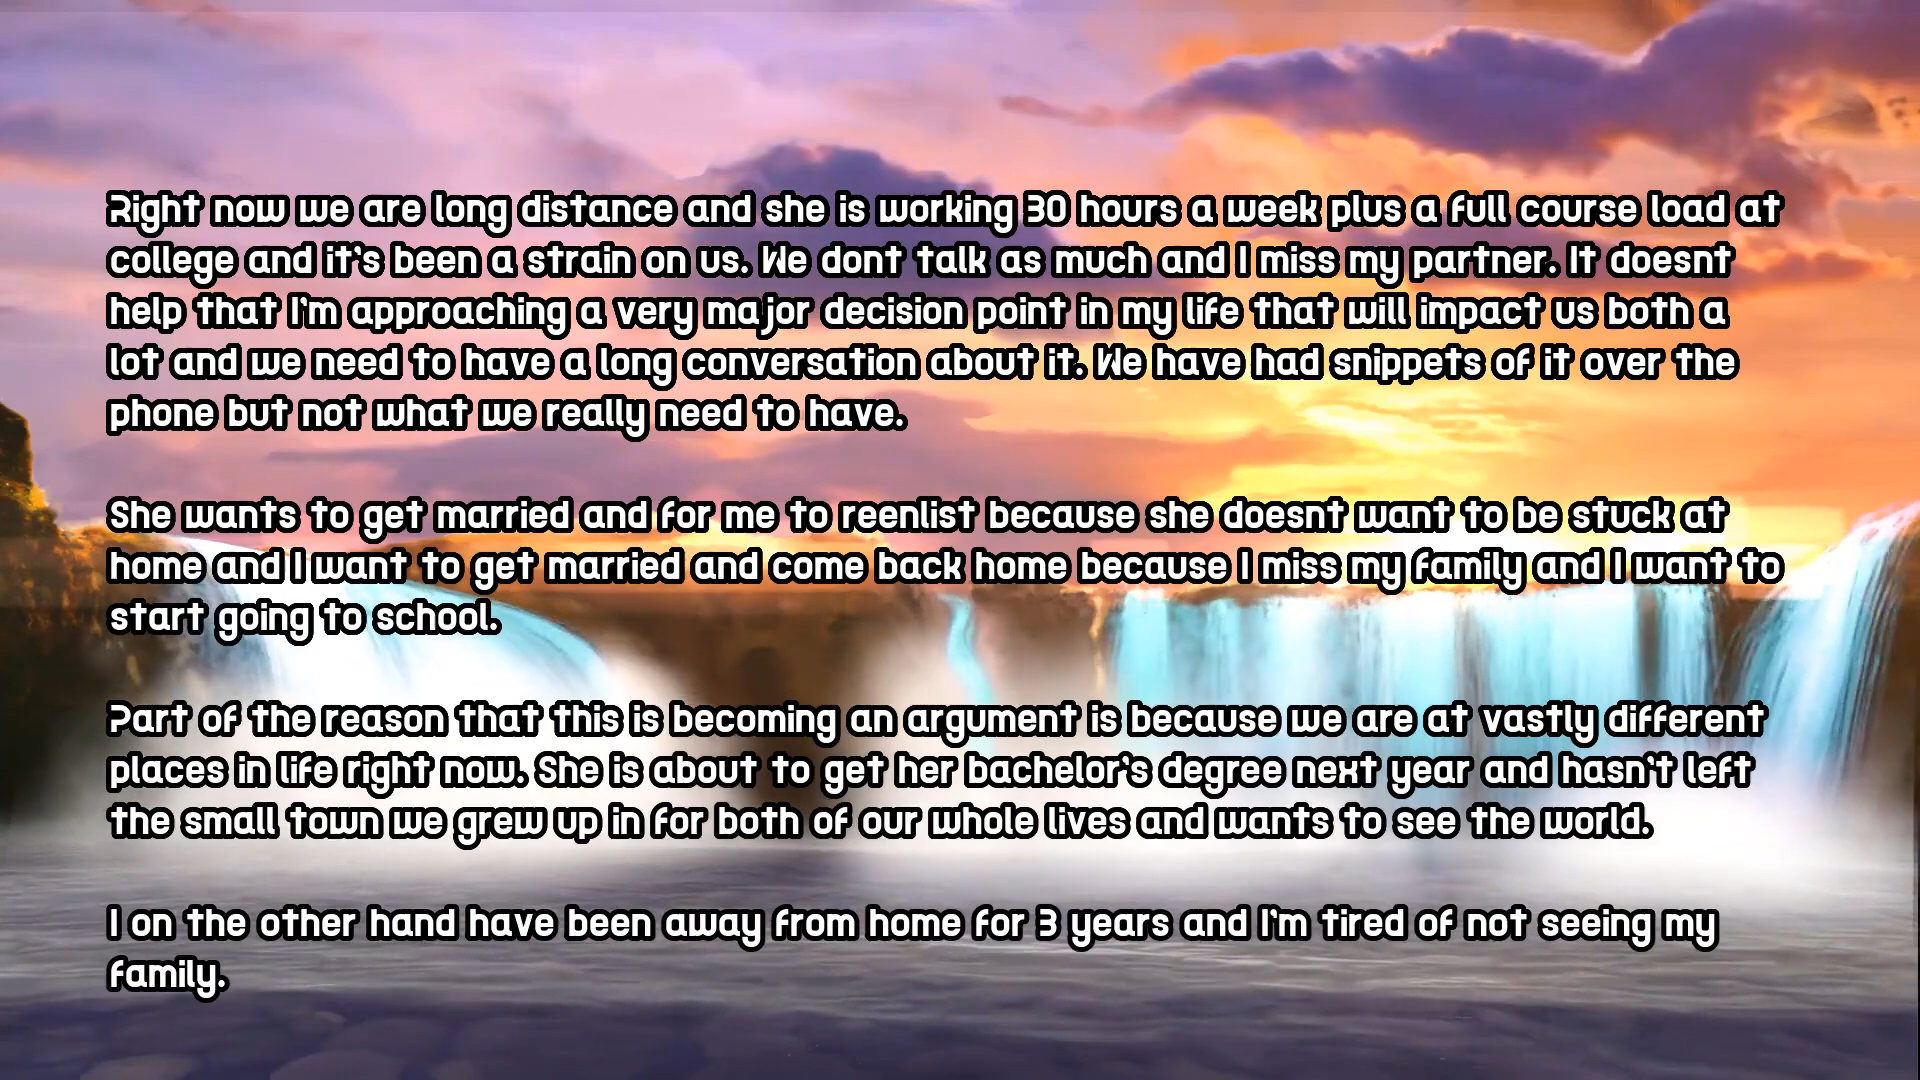 Right now we are long distance and she is working 30 hours a week plus a full course load at
college and it's been a strain on us. We dont talk as much and I miss my partner. It doesnt
help that I'm approaching a very major decision point in my life that will impact us both a
lot and we need to have a long conversation about it. We have had snippets of it over the
phone but not what we really need to have.
She wants to get married and for me to reenlist because she doesnt want to be stuck at
home and I want to get married and come back home because I miss my family and I want to
start going to school.
Part of the reason that this is becoming an argument is because we are at vastly different
places in life right now. She is about to get her bachelor's degree next year and hasn't left
the small town we grew up in for both of our whole lives and wants to see the world.
I on the other hand have been away from home for 3 years and I'm tired of not seeing my
family.